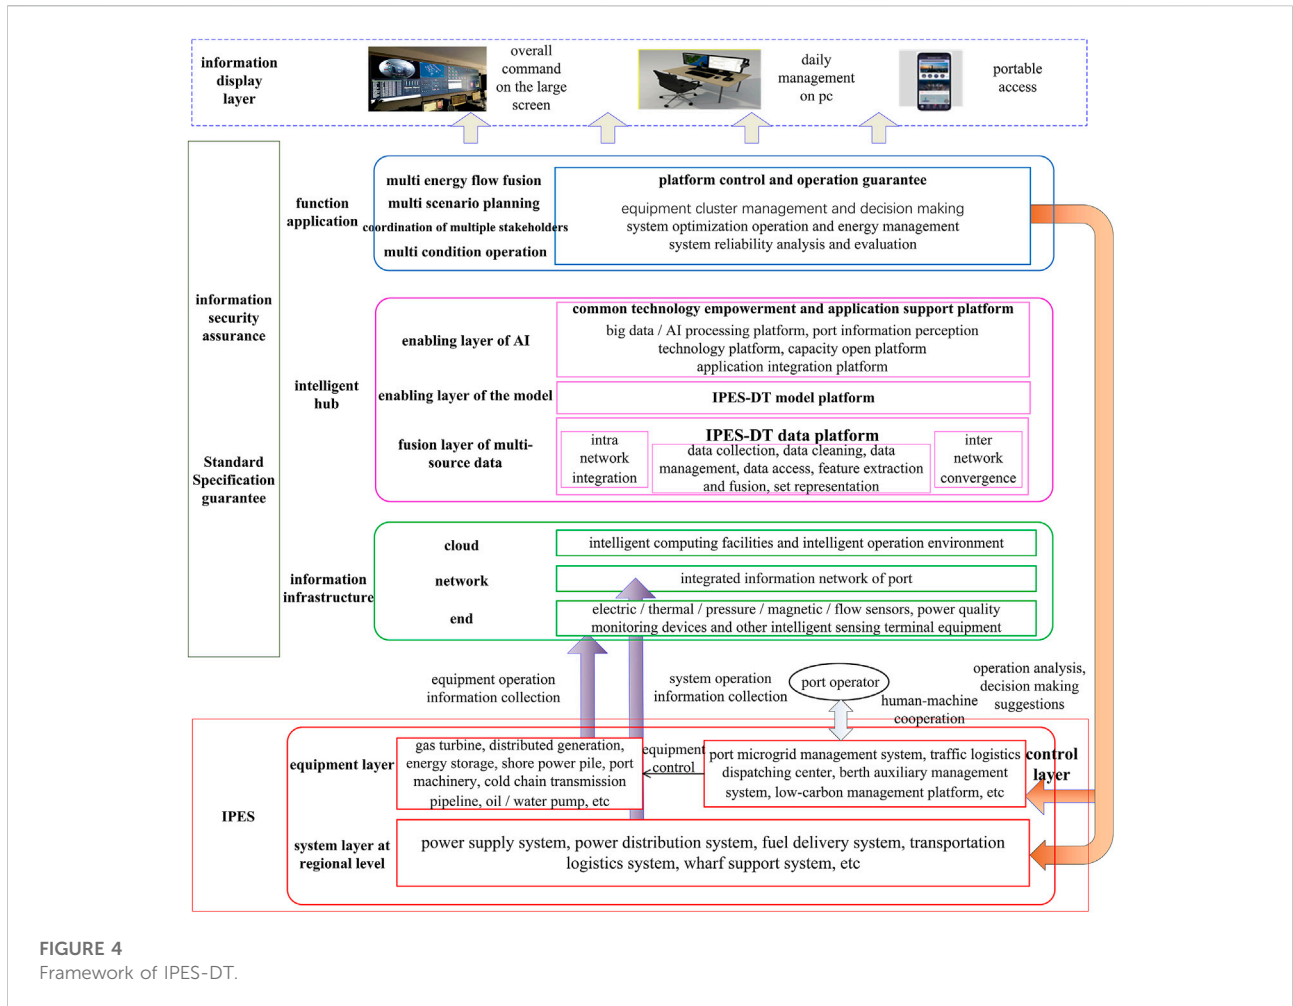 information
display
layer
overall
command
on the large
screen
daily
management
on pc
portable
access
information
security
assurance
Standard
Specification
guarantee
function
application
multi energy flow fusion
multi scenario planning
coordination of multiple stakeholders
multi condition operation
platform control and operation guarantee
equipment cluster management and decision making
system optimization operation and energy management
system reliability analysis and evaluation
intelligent
hub
enabling layer of AI
common technology empowerment and application support platform
big data / AI processing platform, port information perception
technology platform, capacity open platform
application integration platform
enabling layer of the model
IPES-DT model platform
fusion layer of multi-
source data
IPES-DT data platform
intra
network
integration
data collection, data cleaning, data
management, data access, feature extraction
and fusion, set representation
inter
network
convergence
information
infrastructure
cloud
intelligent computing facilities and intelligent operation environment
network
integrated information network of port
end
electric / thermal / pressure / magnetic / flow sensors, power quality
monitoring devices and other intelligent sensing terminal equipment
equipment operation
information collection
system operation
information collection
port operator
human-machine
cooperation
operation analysis,
decision making
suggestions
IPES
equipment layer
gas turbine, distributed generation,
energy storage, shore power pile, port
machinery, cold chain transmission
pipeline, oil / water pump, etc
equipment
control
port microgrid management system, traffic logistics
dispatching center, berth auxiliary management
system, low-carbon management platform, etc
control
layer
system layer at
regional level
power supply system, power distribution system, fuel delivery system, transportation
logistics system, wharf support system, etc
FIGURE 4
Framework of IPES-DT.